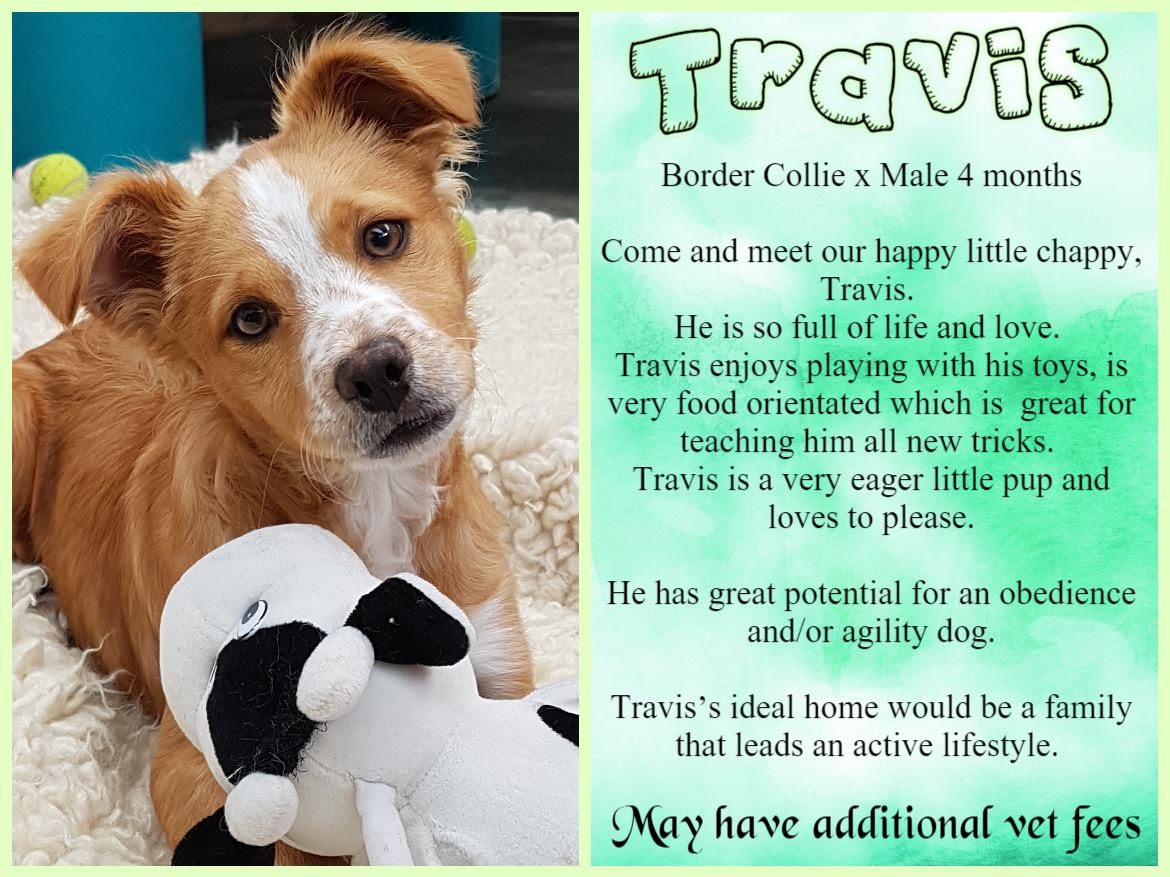 Travis
Border Collie x Male 4 months
Come and meet our happy little chappy,
Travis.
He is so full of life and love.
Travis enjoys playing with his toys, is
very food orientated which is  great for
teaching him all new tricks.
Travis is a very eager little pup and
loves to please.
He has great potential for an obedience
and/or agility dog.
Travis’s ideal home would be a family
that leads an active lifestyle.
May have additional vet fees